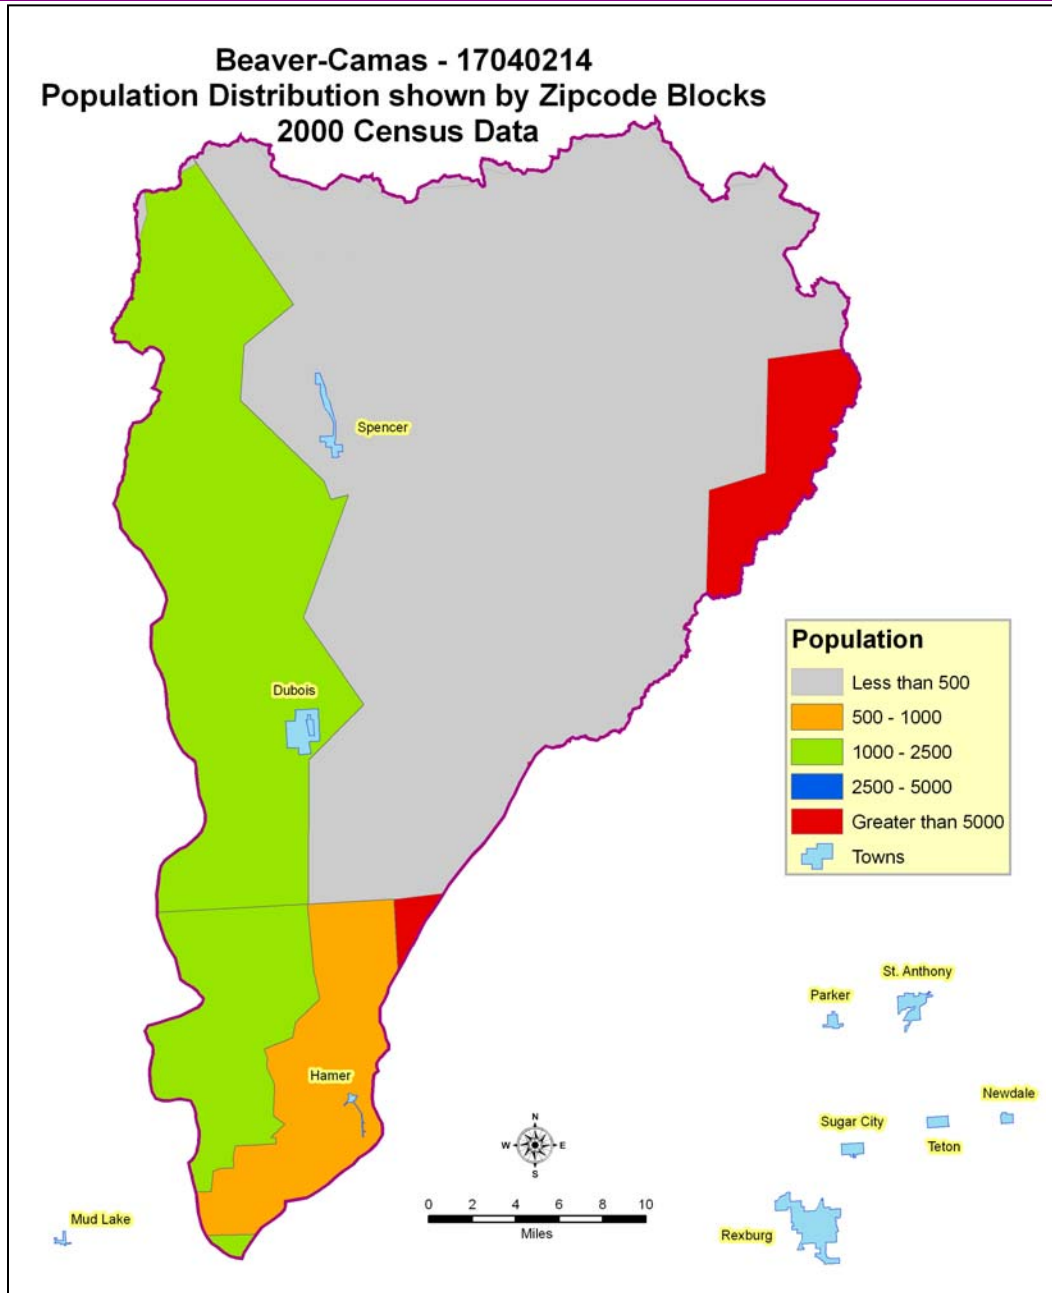 Beaver-Camas - 17040214
Population Distribution shown by Zipcode Blocks
2000 Census Data
Spencer
Dubois
Population
Less than 500
500 - 1000
1000 - 2500
2500 - 5000
Greater than 5000
Towns
St. Anthony
Parker
Hamer
Newdale
Sugar City
Teton
N
W
E
S
0 2 4 6 8 10
Miles
Mud Lake
Rexburg